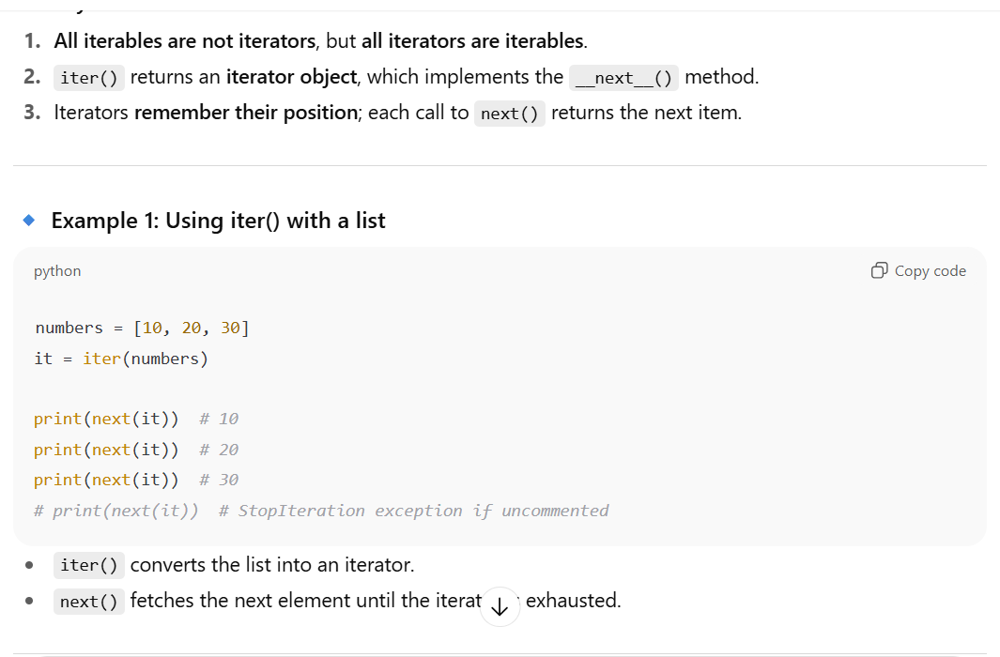 1. All iterables are not iterators, but all iterators are iterables.
2. iter() returns an iterator object, which implements the __next__() method.
3. Iterators remember their position; each call to next() returns the next item.
Example 1: Using iter() with a list
python Copy code
numbers = [10, 20, 30]
it = iter(numbers)
print(next(it))  # 10
print(next(it))  # 20
print(next(it))  # 30
# print(next(it))  # StopIteration exception if uncommented
• iter() converts the list into an iterator.
• next() fetches the next element until the iterat exhausted.